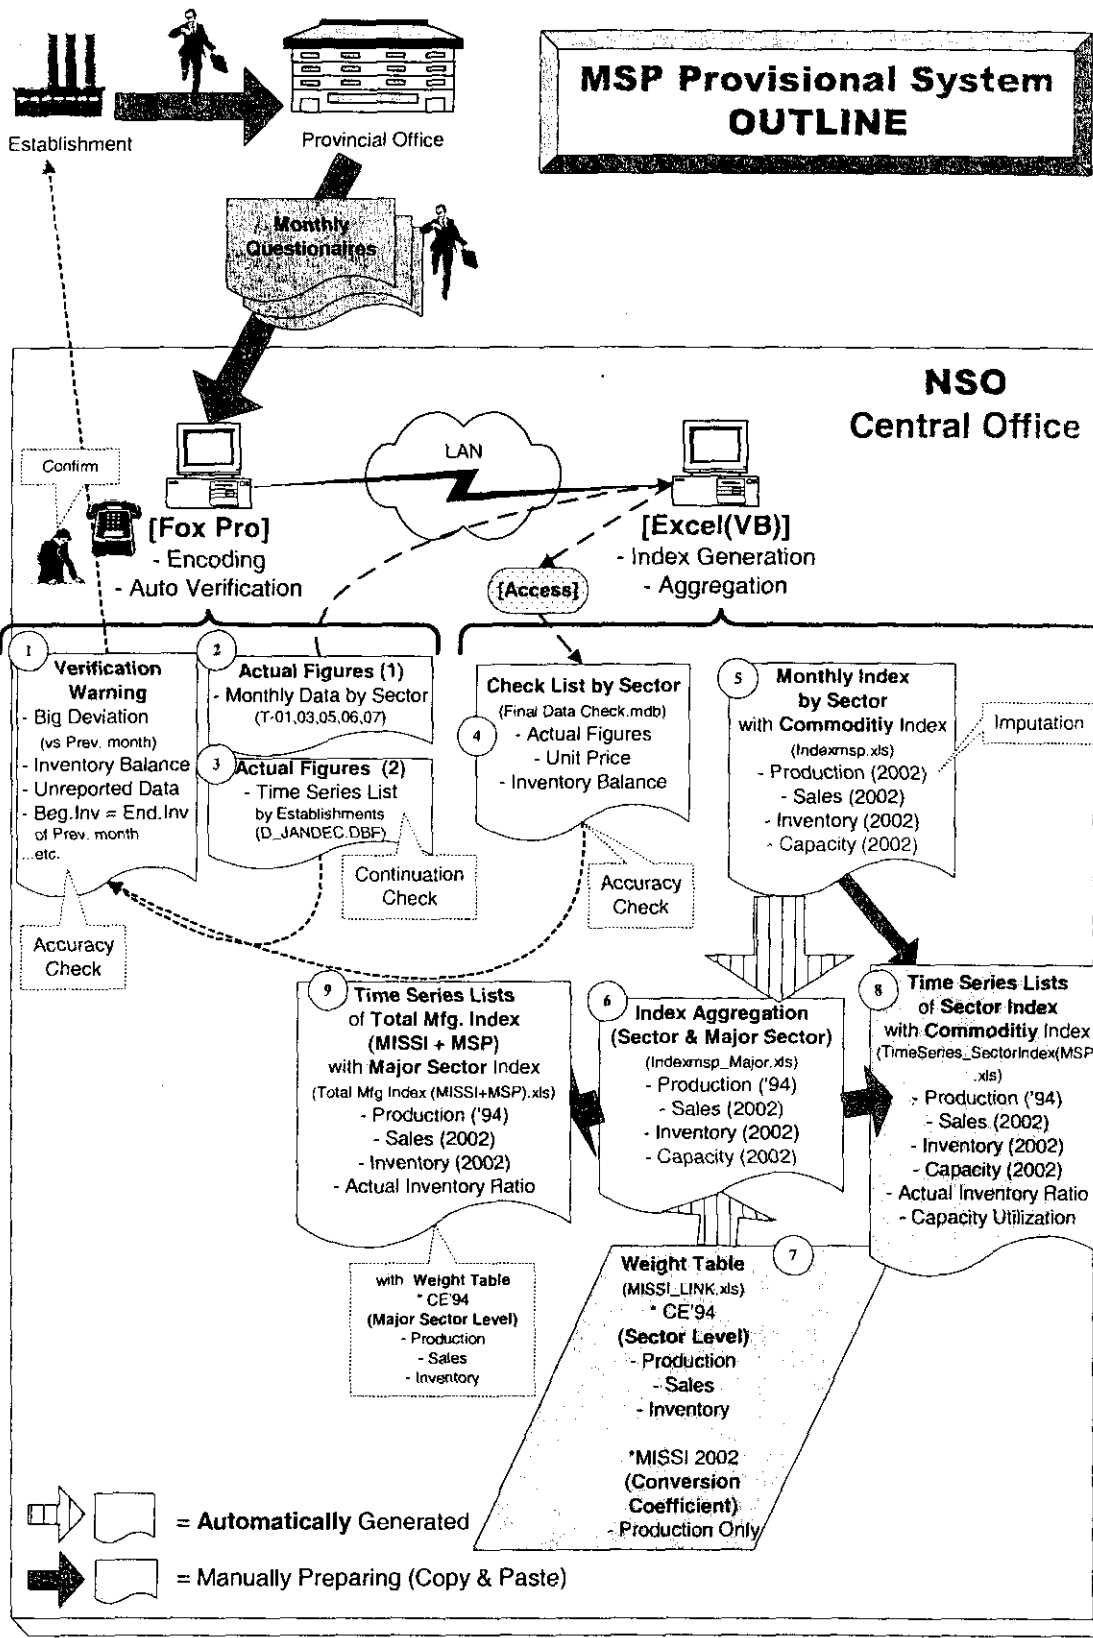 MSP Provisional System
OUTLINE
Establishment
Provincial Office
Monthly
Questionaires
NSO
Central Office
Confirm
LAN
[Fox Pro]
- Encoding
- Auto Verification
[Excel(VB)]
- Index Generation
- Aggregation
[Access]
1
Verification
Warning
- Big Deviation
(vs Prev. month)
- Inventory Balance
- Unreported Data
- Beg.Inv = End.Inv
of Prev. month
...etc.
Accuracy
Check
2
Actual Figures (1)
- Monthly Data by Sector
(T-01,03,05,06,07)
3
Actual Figures (2)
- Time Series List
by Establishments
(D_JANDEC.DBF)
Continuation
Check
Check List by Sector
(Final Data Check.mdb)
4
- Actual Figures
- Unit Price
- Inventory Balance
Accuracy
Check
5
Monthly Index
by Sector
with Commoditiy Index
(Indexmsp.xls)
- Production (2002)
- Sales (2002)
- Inventory (2002)
- Capacity (2002)
Imputation
9
Time Series Lists
of Total Mfg. Index
(MISSI + MSP)
with Major Sector Index
(Total Mfg Index (MISSI+MSP).xls)
- Production ('94)
- Sales (2002)
- Inventory (2002)
- Actual Inventory Ratio
with Weight Table
* CE'94
(Major Sector Level)
- Production
- Sales
- Inventory
6
Index Aggregation
(Sector & Major Sector)
(Indexmsp_Major.xls)
- Production ('94)
- Sales (2002)
- Inventory (2002)
- Capacity (2002)
8
Time Series Lists
of Sector Index
with Commoditiy Index
(TimeSeries_SectorIndex(MSP
.xls)
- Production ('94)
- Sales (2002)
- Inventory (2002)
- Capacity (2002)
- Actual Inventory Ratio
- Capacity Utilization
7
Weight Table
(MISSI_LINK.xls)
* CE'94
(Sector Level)
- Production
- Sales
- Inventory
*MISSI 2002
(Conversion
Coefficient)
- Production Only
= Automatically Generated
= Manually Preparing (Copy & Paste)